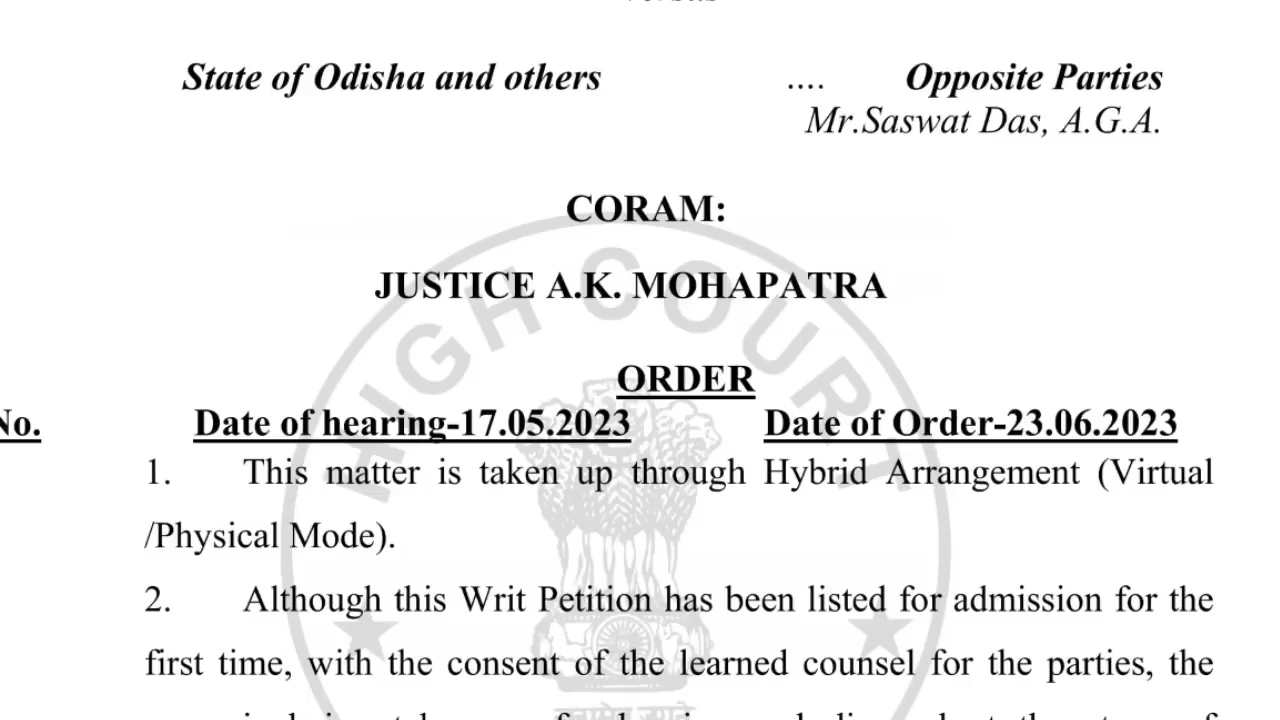 State of Odisha and others .... Opposite Parties
Mr.Saswat Das, A.G.A.
CORAM:
JUSTICE A.K. MOHAPATRA
HIGH COURT
ORDER
No. Date of hearing-17.05.2023 Date of Order-23.06.2023
1. This matter is taken up through Hybrid Arrangement (Virtual
/Physical Mode).
2. Although this Writ Petition has been listed for admission for the
first time, with the consent of the learned counsel for the parties, the